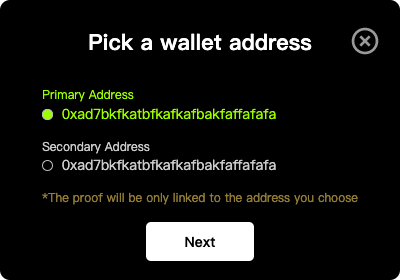 Pick a wallet address
Primary Address
0xad7bkfkatbfkafkafbakfaffafafa
Secondary Address
0xad7bkfkatbfkafkafbakfaffafafa
*The proof will be only linked to the address you choose
Next